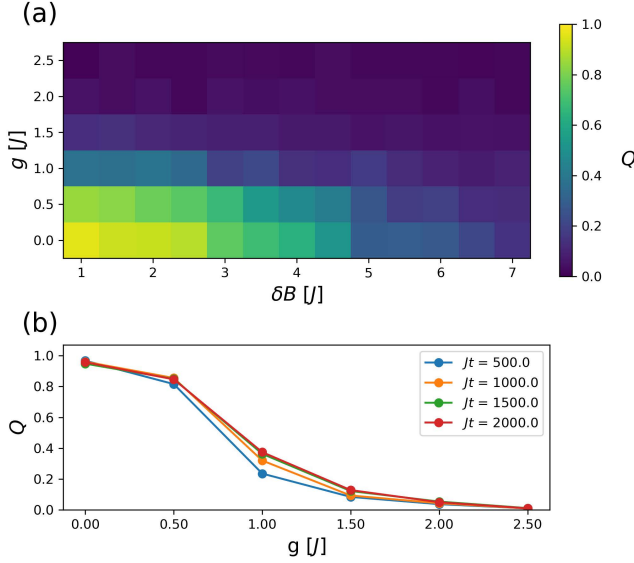 (a)
2.5
2.0
1.5
1.0
0.5
0.0
g [J]
1 2 3 4 5 6 7
δB [J]
1.0
0.8
0.6
0.4
0.2
0.0
Q
(b)
1.0
0.8
0.6
0.4
0.2
0.0
Q
Jt = 500.0
Jt = 1000.0
Jt = 1500.0
Jt = 2000.0
0.00 0.50 1.00 1.50 2.00 2.50
g [J]